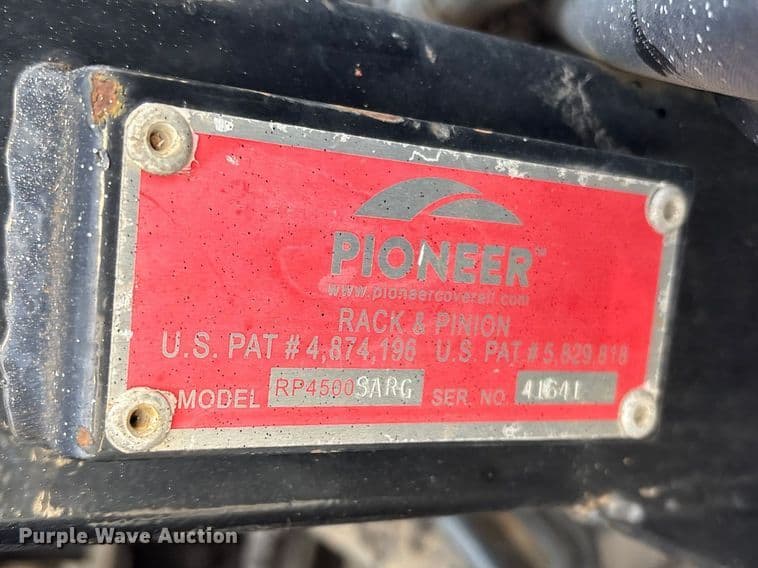 PIONEER™
www.pioneercoverall.com
RACK & PINION
U.S. PAT # 4,874,196 U.S. PAT. # 5,829,818
MODEL RP4500SARG SER. NO. 41641
Purple Wave Auction